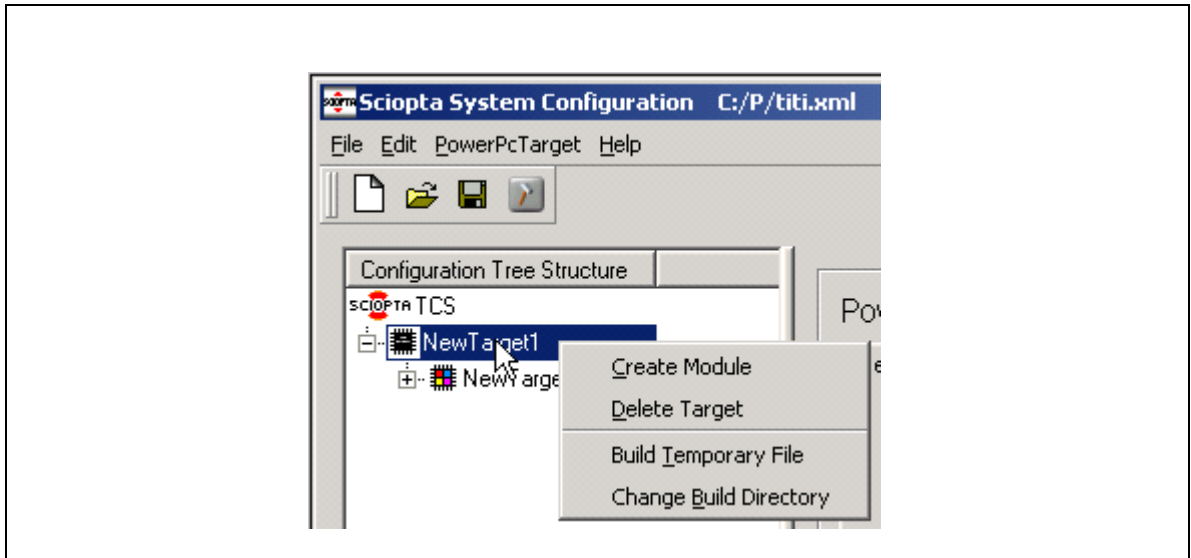 Sciopta System Configuration C:/P/titi.xml
File Edit PowerPcTarget Help
Configuration Tree Structure
SCIOPTA TCS
NewTarget1
Create Module
Delete Target
Build Temporary File
Change Build Directory